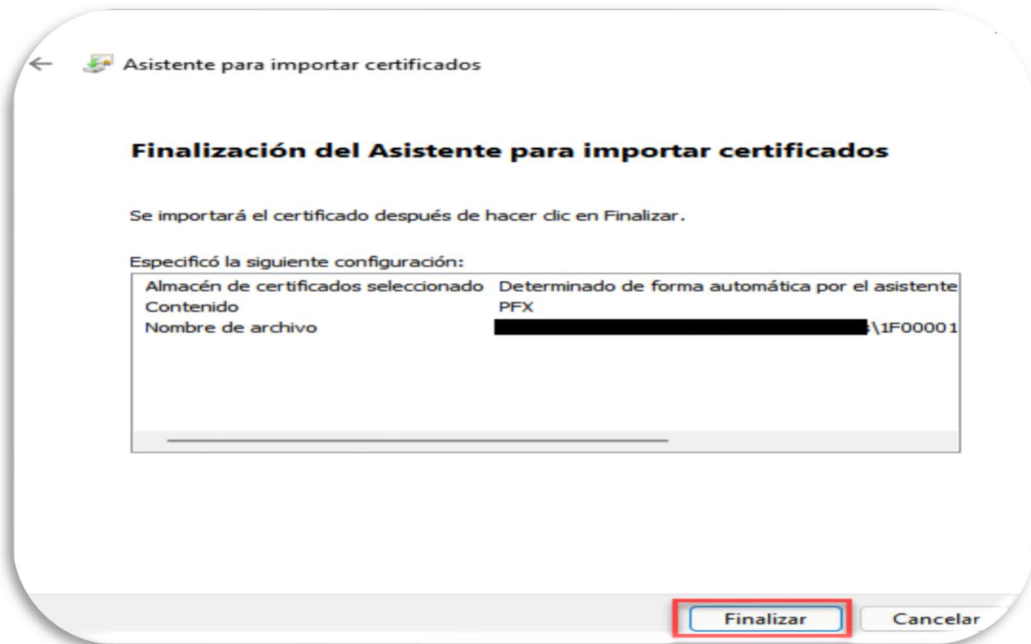 Asistente para importar certificados
Finalización del Asistente para importar certificados
Se importará el certificado después de hacer clic en Finalizar.
Especificó la siguiente configuración:
Almacén de certificados seleccionado Determinado de forma automática por el asistente
Contenido PFX
Nombre de archivo \1F00001
Finalizar Cancelar